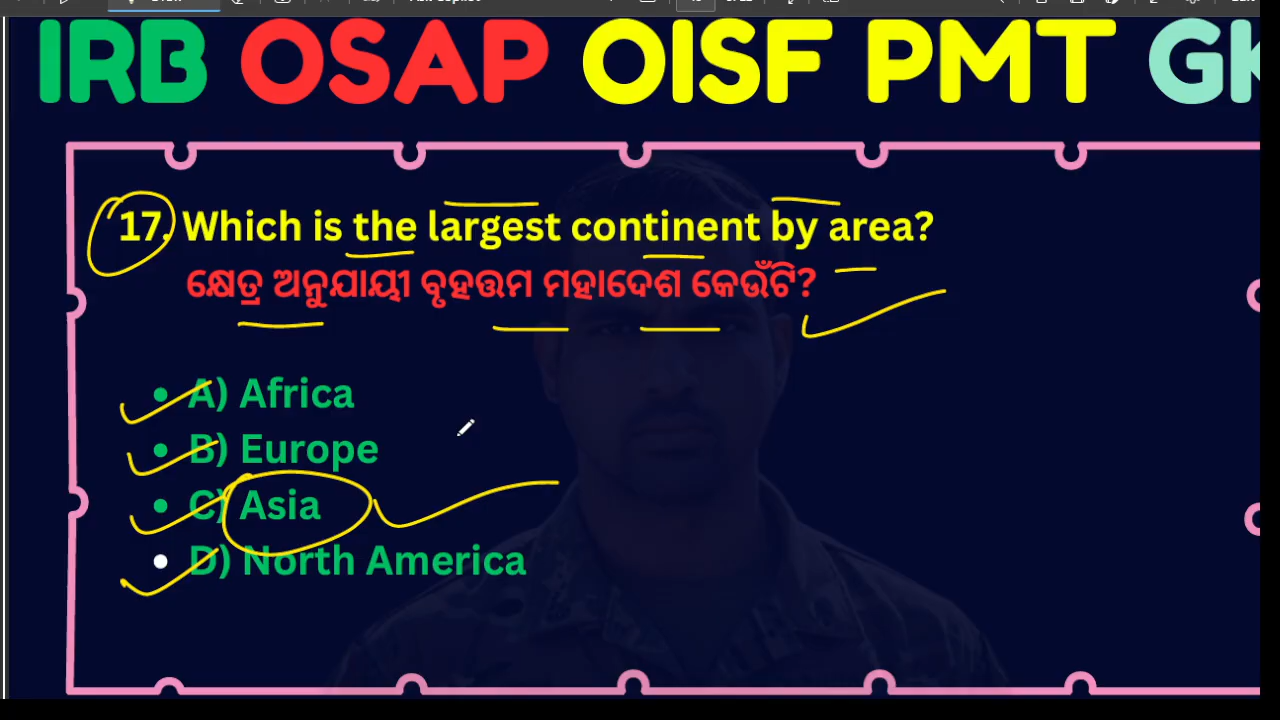 IRB OSAP OISF PMT GK
17. Which is the largest continent by area?
କ୍ଷେତ୍ର ଅନୁଯାୟୀ ବୃହତ୍ତମ ମହାଦେଶ କେଉଁଟି?
A) Africa
B) Europe
C) Asia
D) North America